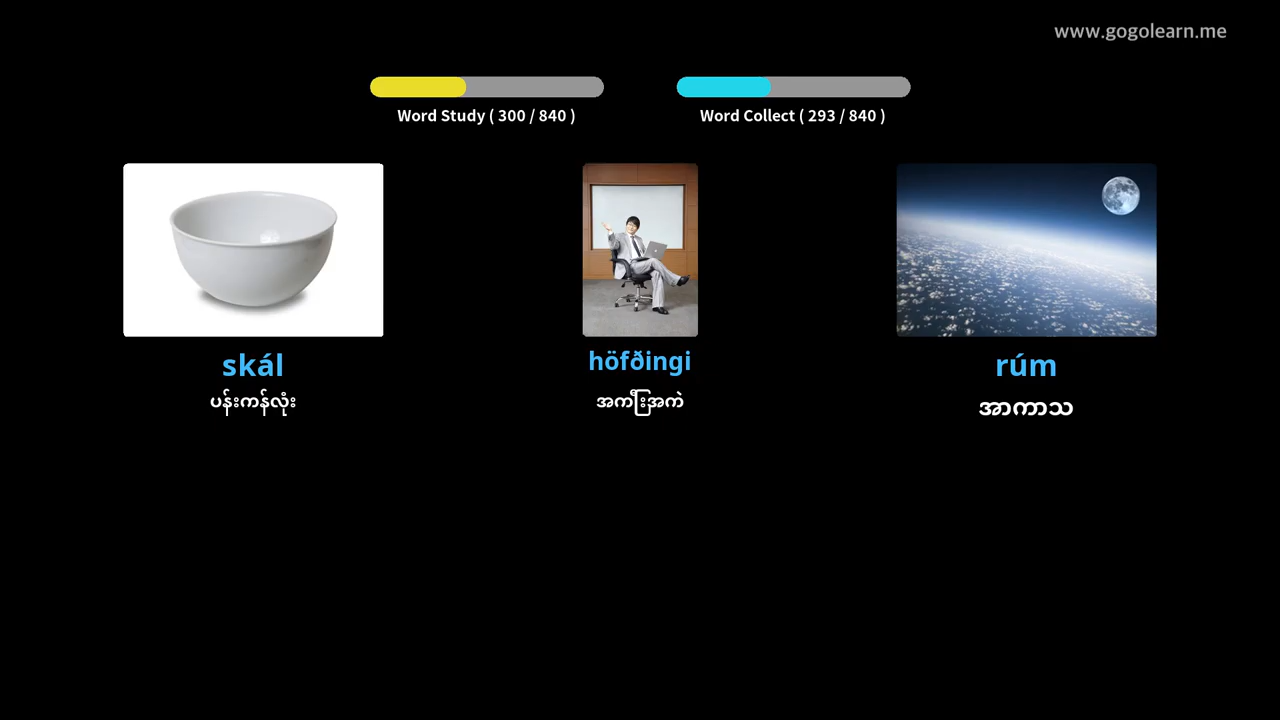 www.gogolearn.me
Word Study ( 300 / 840 )
Word Collect ( 293 / 840 )
skál
ပန်းကန်လုံး
höfðingi
အကြီးအကဲ
rúm
အာကာသ